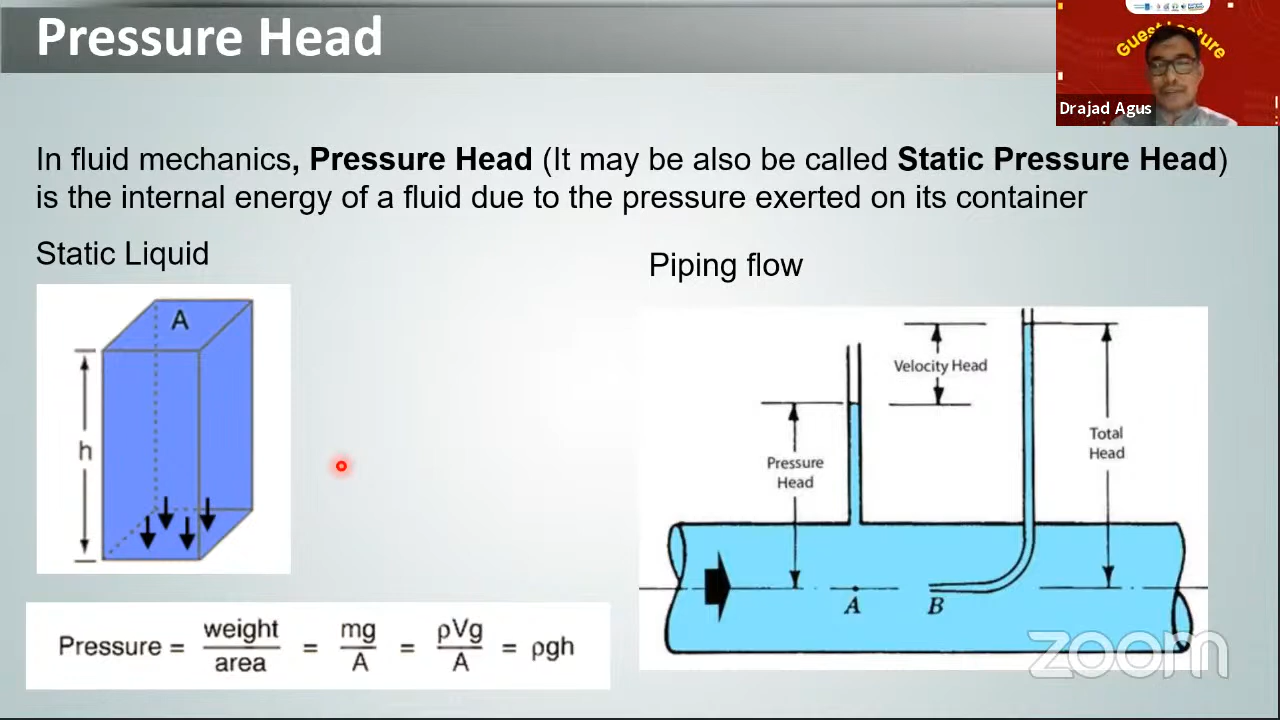 Pressure Head
Guest Lecture
Drajad Agus
In fluid mechanics, Pressure Head (It may be also be called Static Pressure Head)
is the internal energy of a fluid due to the pressure exerted on its container
Static Liquid
Piping flow
A
h
Pressure = weight/area = mg/A = ρVg/A = ρgh
Velocity Head
Pressure
Head
Total
Head
A
B
zoom